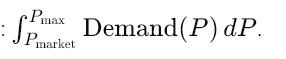 : ∫_{P_market}^{P_max} Demand(P) dP.